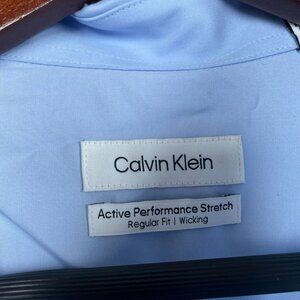 Calvin Klein
Active Performance Stretch
Regular Fit | Wicking